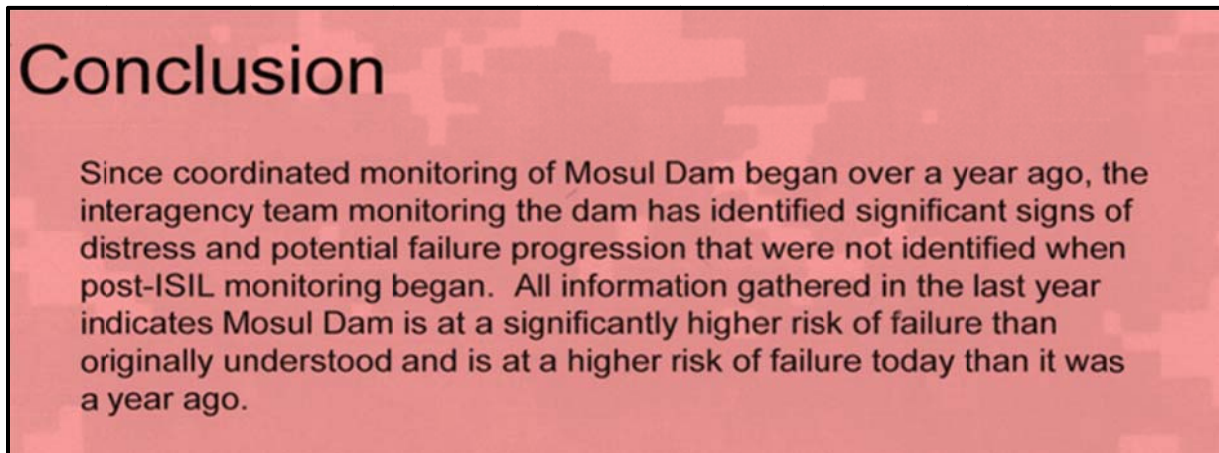 Conclusion
Since coordinated monitoring of Mosul Dam began over a year ago, the
interagency team monitoring the dam has identified significant signs of
distress and potential failure progression that were not identified when
post-ISIL monitoring began.  All information gathered in the last year
indicates Mosul Dam is at a significantly higher risk of failure than
originally understood and is at a higher risk of failure today than it was
a year ago.